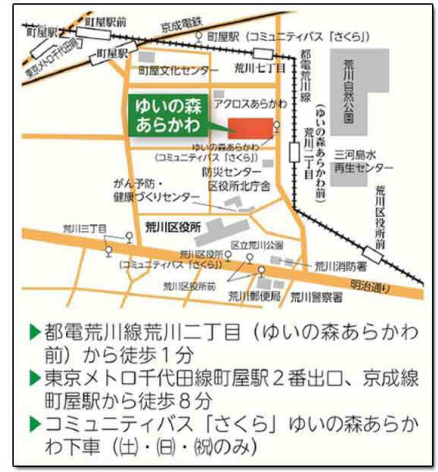 町屋駅前
京成電鉄
町屋駅（コミュニティバス「さくら」）
町屋駅
東京メトロ千代田線
町屋駅
町屋文化センター
荒川七丁目
都電荒川線
荒川自然公園
アクロスあらかわ
ゆいの森
あらかわ
ゆいの森あらかわ
（コミュニティバス「さくら」）
荒川二丁目
（ゆいの森あらかわ前）
三河島水
再生センター
防災センター
区役所北庁舎
がん予防・
健康づくりセンター
荒川区役所前
荒川三丁目
荒川区役所
区立荒川公園
荒川区役所
（コミュニティバス「さくら」）
荒川消防署
荒川区役所前
荒川郵便局
荒川警察署
明治通り
▶都電荒川線荒川二丁目（ゆいの森あらかわ
前）から徒歩１分
▶東京メトロ千代田線町屋駅２番出口、京成線
町屋駅から徒歩８分
▶コミュニティバス「さくら」ゆいの森あらか
わ下車（㈯・㈰・㈷のみ）